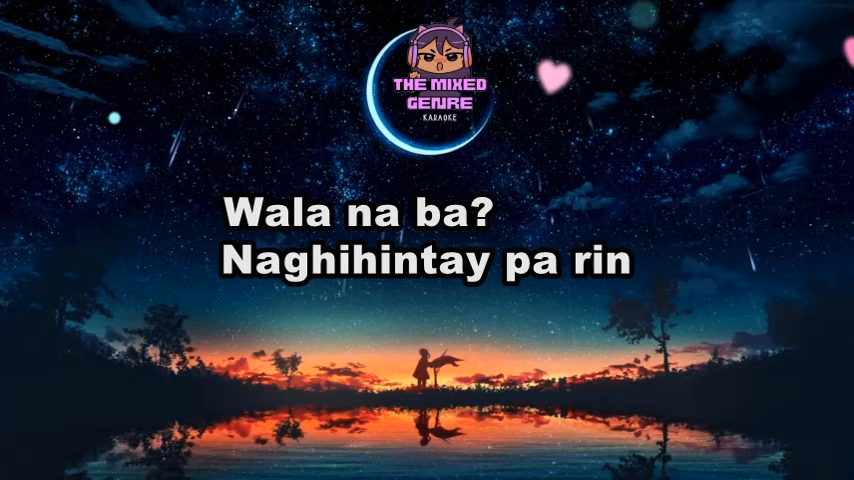 THE MIXED
GENRE
KARAOKE
Wala na ba?
Naghihintay pa rin